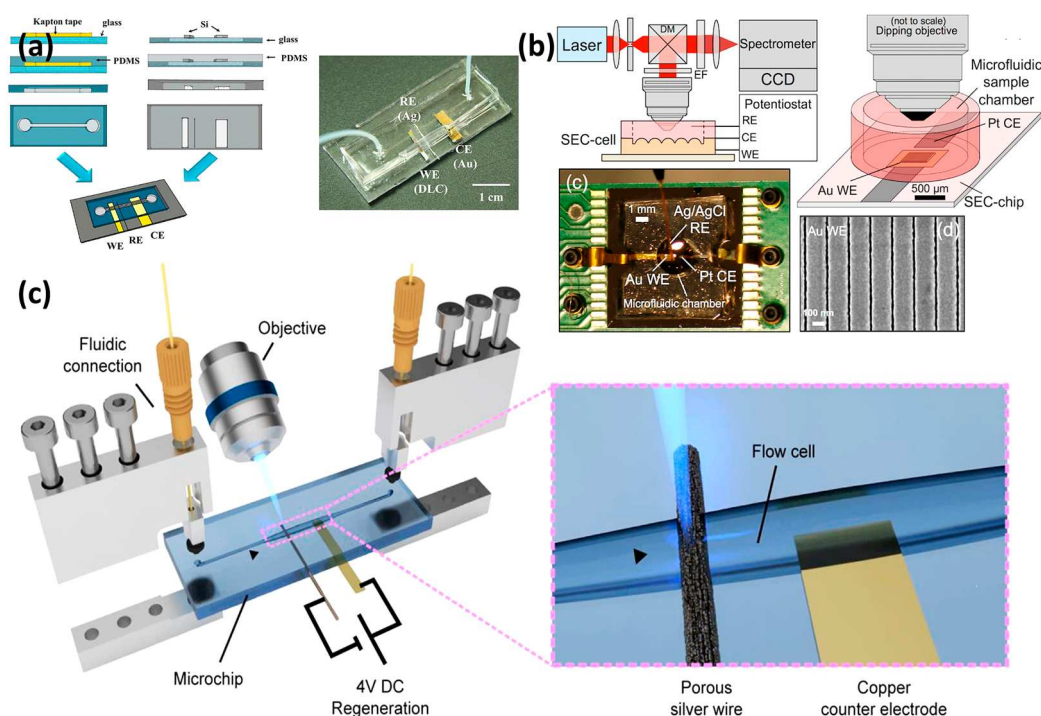 (a)
Kapton tape
glass
PDMS
Si
glass
PDMS
WE
RE
CE
RE
(Ag)
CE
(Au)
WE
(DLC)
1 cm
(b)
Laser
DM
EF
Spectrometer
CCD
Potentiostat
RE
CE
WE
SEC-cell
(not to scale)
Dipping objective
Microfluidic
sample
chamber
Pt CE
Au WE
500 µm
SEC-chip
(c)
1 mm
Ag/AgCl
RE
Au WE
Pt CE
Microfluidic chamber
(d)
Au WE
100 nm
(c)
Fluidic
connection
Objective
Microchip
4V DC
Regeneration
Flow cell
Porous
silver wire
Copper
counter electrode